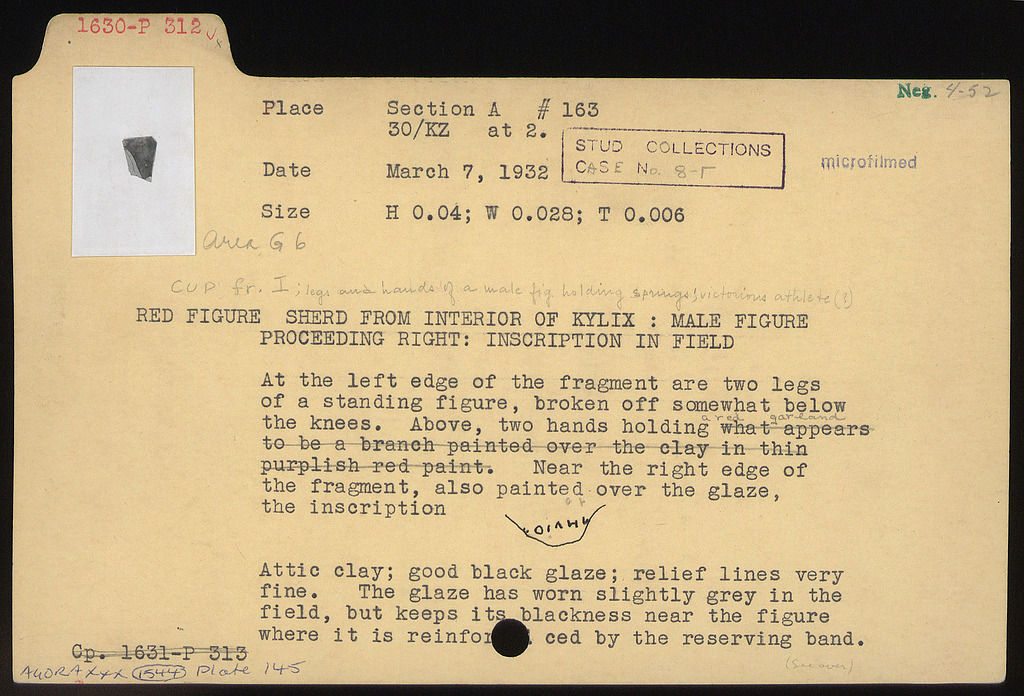 1630-P 312
Neg. 4-52
Place Section A # 163
30/KZ at 2.
STUD COLLECTIONS
CASE No. 8-Γ
microfilmed
Date March 7, 1932
Size H 0.04; W 0.028; T 0.006
Area G 6
CUP fr. I; legs and hands of a male fig. holding springs; victorious athlete (?)
RED FIGURE SHERD FROM INTERIOR OF KYLIX : MALE FIGURE
PROCEEDING RIGHT: INSCRIPTION IN FIELD
At the left edge of the fragment are two legs
of a standing figure, broken off somewhat below
a red garland
the knees. Above, two hands holding what appears
to be a branch painted over the clay in thin
purplish red paint. Near the right edge of
the fragment, also painted over the glaze,
the inscription
Attic clay; good black glaze; relief lines very
fine. The glaze has worn slightly grey in the
field, but keeps its blackness near the figure
where it is reinfor ced by the reserving band.
Cp. 1631-P 313
(See over)
AGORA XXX 1544 Plate 145